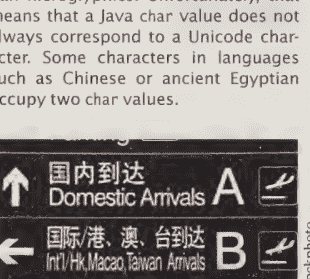 means that a Java char value does not
always correspond to a Unicode char-
acter. Some characters in languages
such as Chinese or ancient Egyptian
occupy two char values.
国内到达
Domestic Arrivals A
国际/港、澳、台到达
Int'l/Hk,Macao,Taiwan Arrivals B